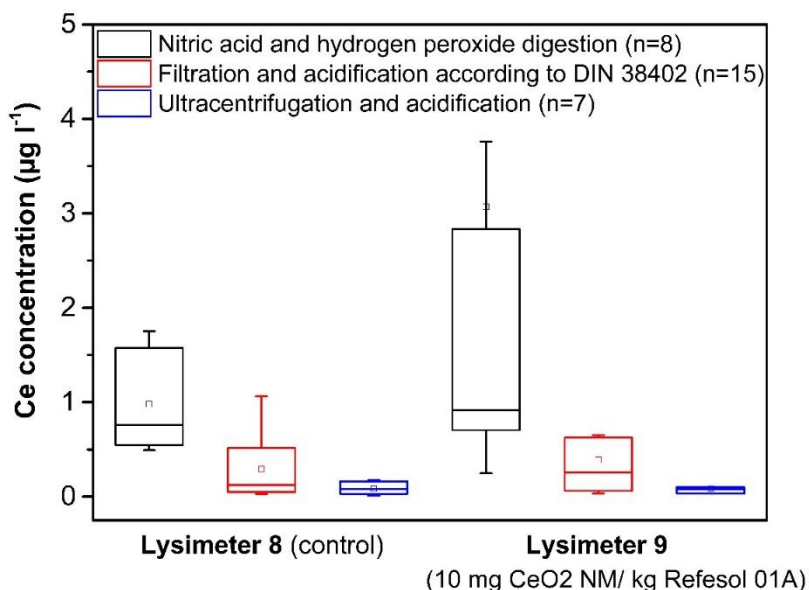 Nitric acid and hydrogen peroxide digestion (n=8)
Filtration and acidification according to DIN 38402 (n=15)
Ultracentrifugation and acidification (n=7)
Ce concentration (µg l⁻¹)
5
4
3
2
1
0
Lysimeter 8 (control)
Lysimeter 9
(10 mg CeO2 NM/ kg Refesol 01A)